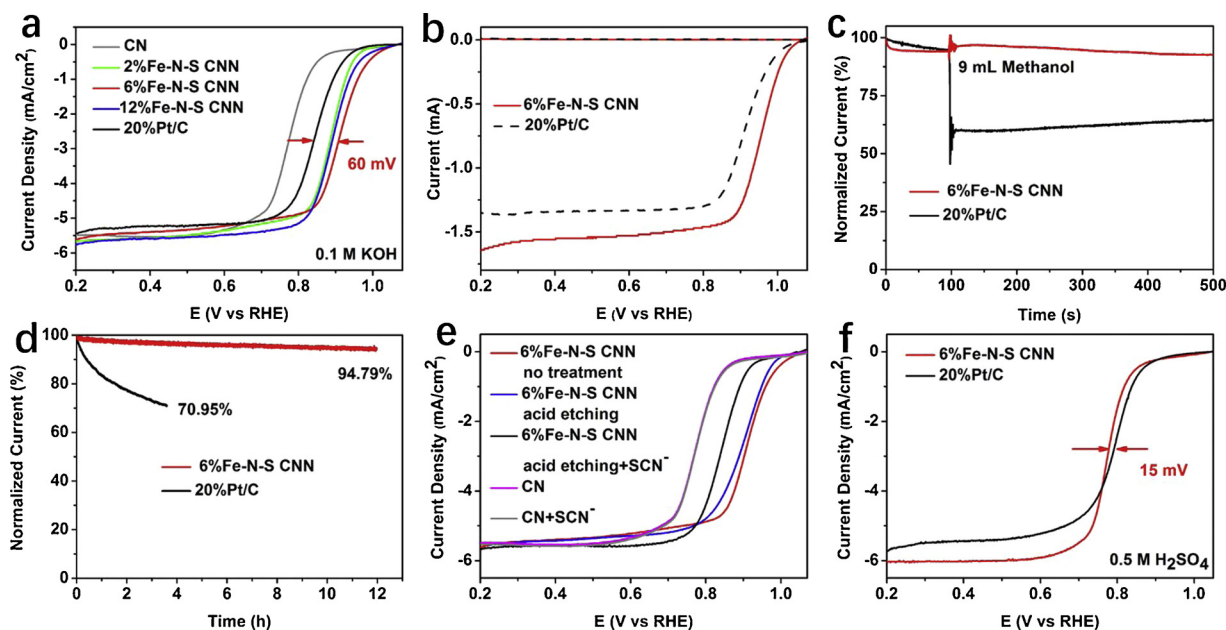 a
CN
2%Fe-N-S CNN
6%Fe-N-S CNN
12%Fe-N-S CNN
20%Pt/C
60 mV
0.1 M KOH
Current Density (mA/cm²)
0
-1
-2
-3
-4
-5
-6
0.2 0.4 0.6 0.8 1.0
E (V vs RHE)
b
6%Fe-N-S CNN
20%Pt/C
Current (mA)
0.0
-0.5
-1.0
-1.5
0.2 0.4 0.6 0.8 1.0
E (V vs RHE)
c
9 mL Methanol
6%Fe-N-S CNN
20%Pt/C
Normalized Current (%)
100
75
50
25
0
0 100 200 300 400 500
Time (s)
d
94.79%
70.95%
6%Fe-N-S CNN
20%Pt/C
Normalized Current (%)
100
80
60
40
20
0
0 2 4 6 8 10 12
Time (h)
e
6%Fe-N-S CNN
no treatment
6%Fe-N-S CNN
acid etching
6%Fe-N-S CNN
acid etching+SCN⁻
CN
CN+SCN⁻
Current Density (mA/cm²)
0
-2
-4
-6
0.2 0.4 0.6 0.8 1.0
E (V vs RHE)
f
6%Fe-N-S CNN
20%Pt/C
15 mV
0.5 M H₂SO₄
Current Density (mA/cm²)
0
-2
-4
-6
0.2 0.4 0.6 0.8 1.0
E (V vs RHE)